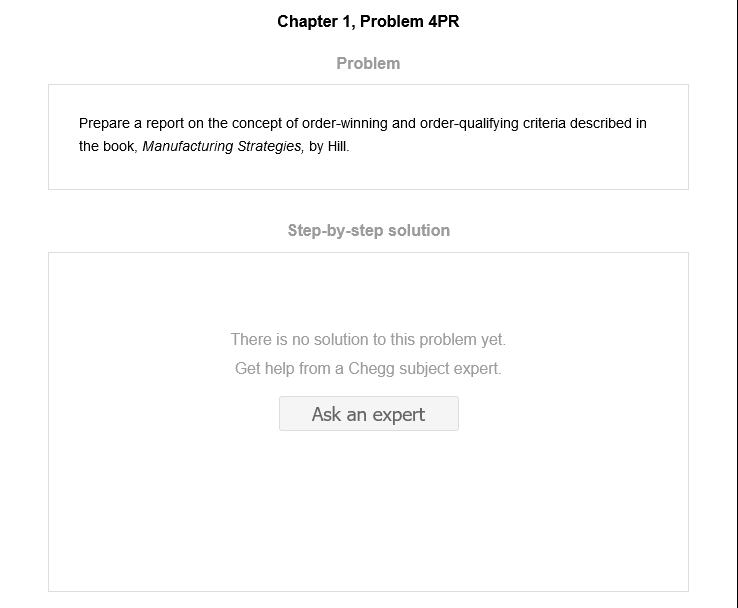 Chapter 1, Problem 4PR
Problem
Prepare a report on the concept of order-winning and order-qualifying criteria described in
the book, Manufacturing Strategies, by Hill.
Step-by-step solution
There is no solution to this problem yet.
Get help from a Chegg subject expert.
Ask an expert